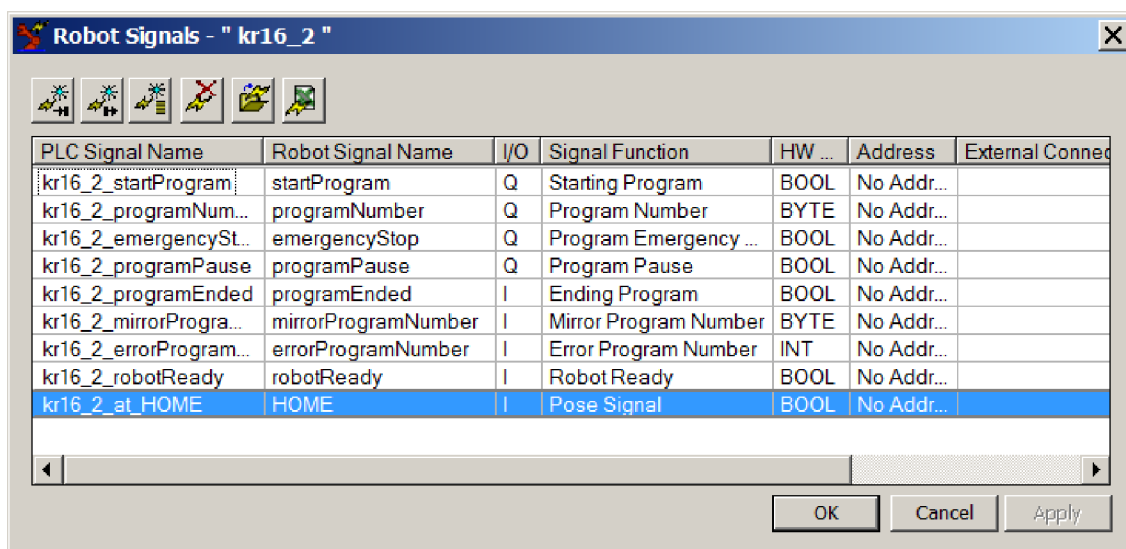 Robot Signals - " kr16_2 "
PLC Signal Name Robot Signal Name I/O Signal Function HW ... Address External Connec
kr16_2_startProgram startProgram Q Starting Program BOOL No Addr...
kr16_2_programNum... programNumber Q Program Number BYTE No Addr...
kr16_2_emergencySt... emergencyStop Q Program Emergency ... BOOL No Addr...
kr16_2_programPause programPause Q Program Pause BOOL No Addr...
kr16_2_programEnded programEnded I Ending Program BOOL No Addr...
kr16_2_mirrorProgra... mirrorProgramNumber I Mirror Program Number BYTE No Addr...
kr16_2_errorProgram... errorProgramNumber I Error Program Number INT No Addr...
kr16_2_robotReady robotReady I Robot Ready BOOL No Addr...
kr16_2_at_HOME HOME I Pose Signal BOOL No Addr...
OK Cancel Apply